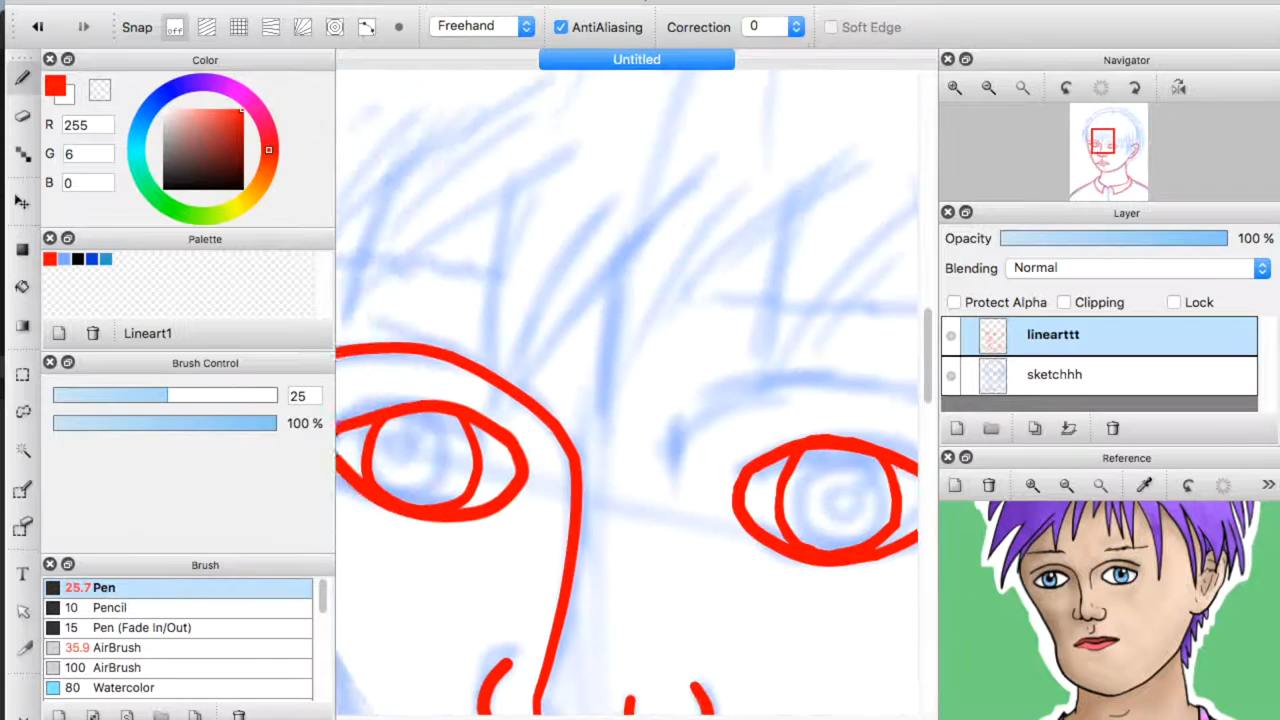 Snap off Freehand AntiAliasing Correction 0 Soft Edge
Color
R 255
G 6
B 0
Palette
Lineart1
Brush Control
25
100 %
Brush
25.7 Pen
10 Pencil
15 Pen (Fade In/Out)
35.9 AirBrush
100 AirBrush
80 Watercolor
T
Untitled
Navigator
Layer
Opacity 100 %
Blending Normal
Protect Alpha Clipping Lock
linearttt
sketchhh
Reference